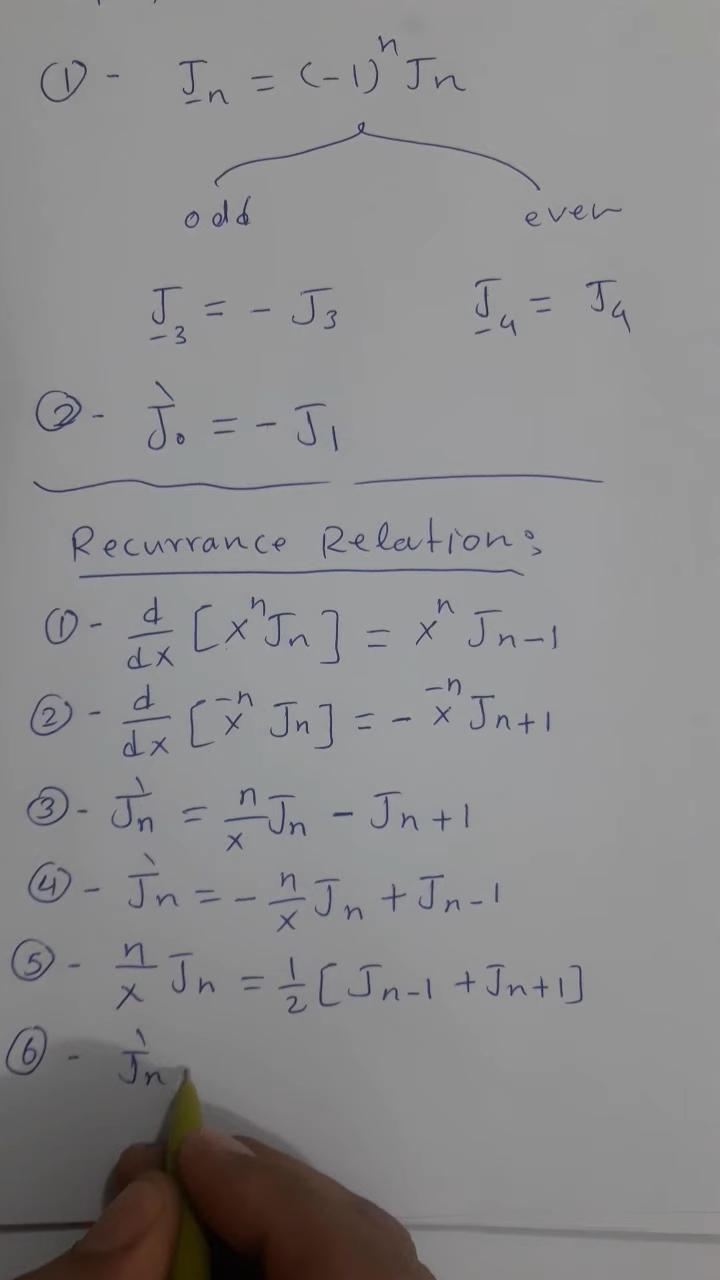 ① - J₋n = (-1)ⁿ Jn
odd even
J₋₃ = - J₃ J₋₄ = J₄
② - J̀₀ = - J₁
Recurrance Relation:
① - d/dx [xⁿ Jn] = xⁿ Jn-1
② - d/dx [x⁻ⁿ Jn] = - x⁻ⁿ Jn+1
③ - J̀n = n/x Jn - Jn+1
④ - J̀n = - n/x Jn + Jn-1
⑤ - n/x Jn = 1/2 [Jn-1 + Jn+1]
⑥ - J̀n